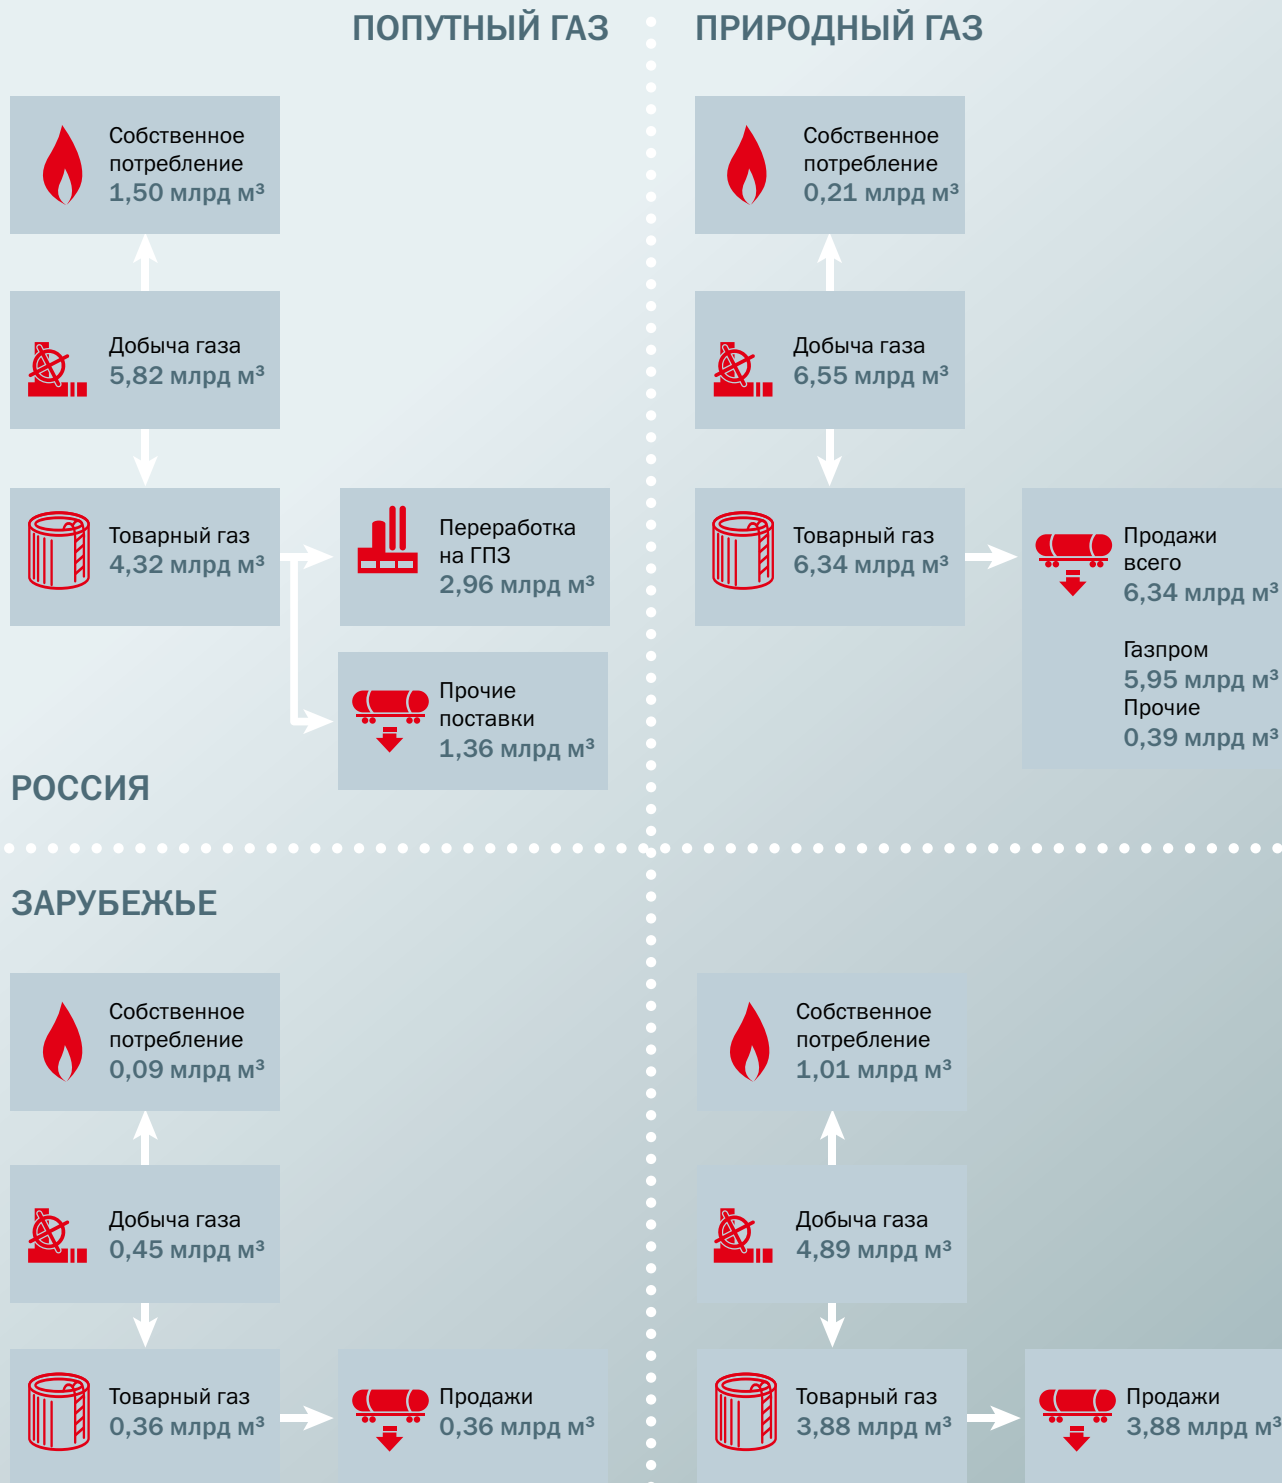 ПОПУТНЫЙ ГАЗ
ПРИРОДНЫЙ ГАЗ
Собственное
потребление
1,50 млрд м³
Добыча газа
5,82 млрд м³
Товарный газ
4,32 млрд м³
Переработка
на ГПЗ
2,96 млрд м³
Прочие
поставки
1,36 млрд м³
Собственное
потребление
0,21 млрд м³
Добыча газа
6,55 млрд м³
Товарный газ
6,34 млрд м³
Продажи
всего
6,34 млрд м³
Газпром
5,95 млрд м³
Прочие
0,39 млрд м³
РОССИЯ
ЗАРУБЕЖЬЕ
Собственное
потребление
0,09 млрд м³
Добыча газа
0,45 млрд м³
Товарный газ
0,36 млрд м³
Продажи
0,36 млрд м³
Собственное
потребление
1,01 млрд м³
Добыча газа
4,89 млрд м³
Товарный газ
3,88 млрд м³
Продажи
3,88 млрд м³